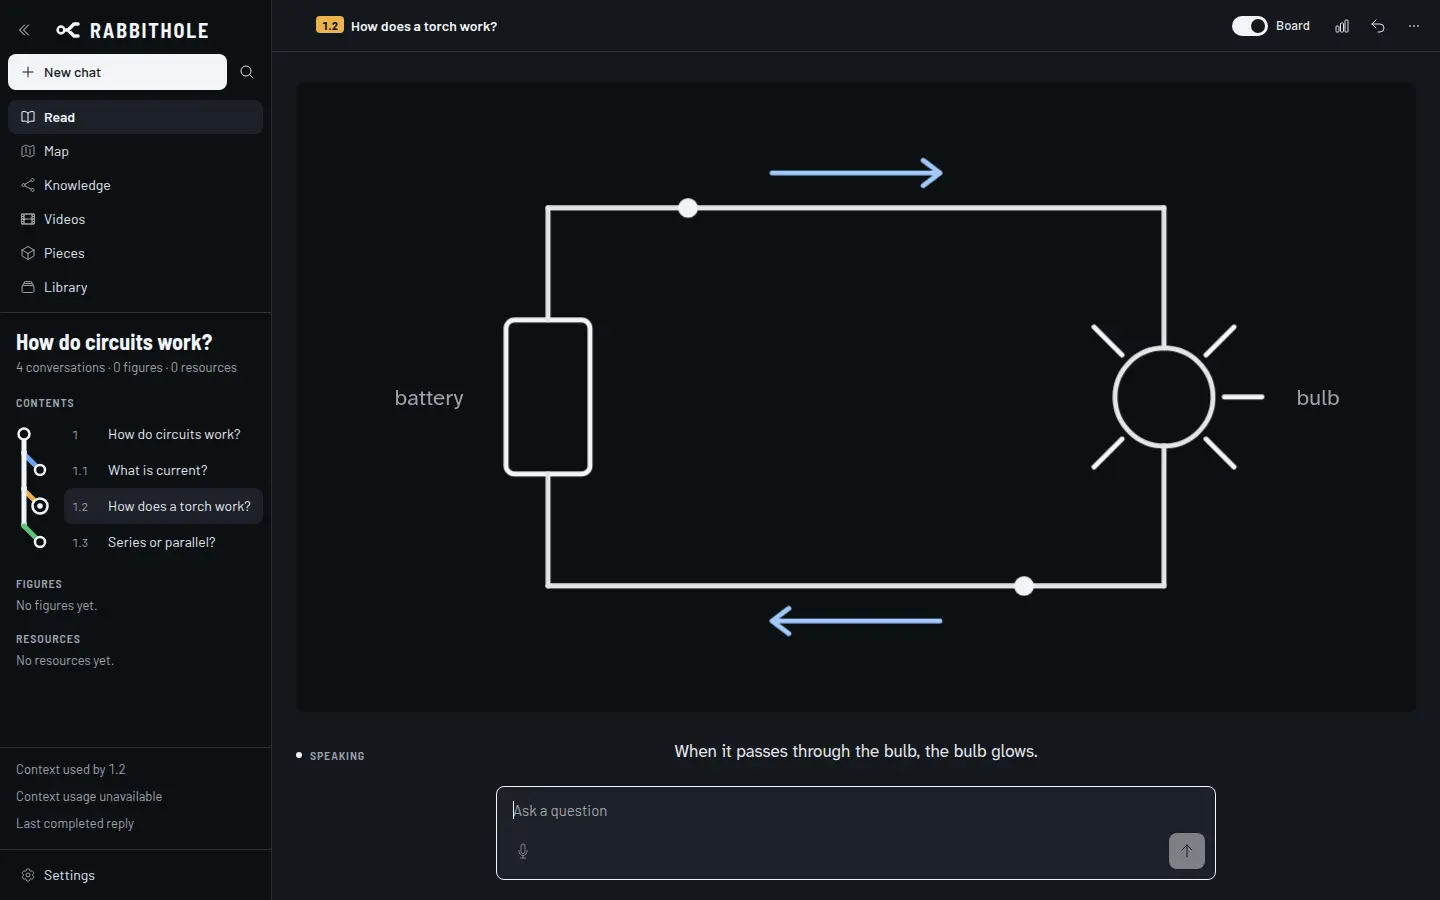 RABBITHOLE
New chat
Read
Map
Knowledge
Videos
Pieces
Library
How do circuits work?
4 conversations · 0 figures · 0 resources
CONTENTS
1 How do circuits work?
1.1 What is current?
1.2 How does a torch work?
1.3 Series or parallel?
FIGURES
No figures yet.
RESOURCES
No resources yet.
Context used by 1.2
Context usage unavailable
Last completed reply
Settings
1.2 How does a torch work?
Board
battery
bulb
SPEAKING
When it passes through the bulb, the bulb glows.
Ask a question